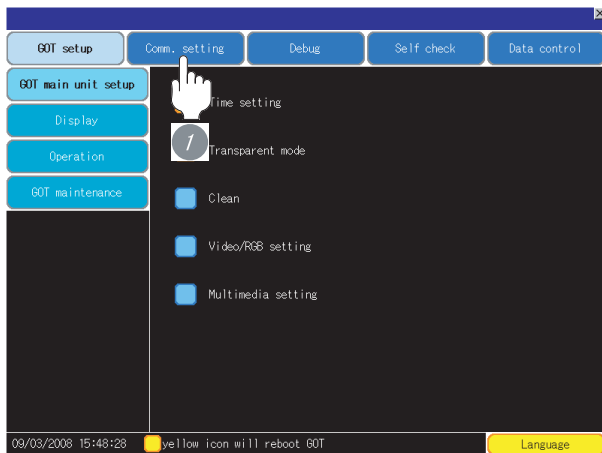 GOT setup
Comm. setting
Debug
Self check
Data control
GOT main unit setup
Display
Operation
GOT maintenance
Time setting
1
Transparent mode
Clean
Video/RGB setting
Multimedia setting
09/03/2008 15:48:28
yellow icon will reboot GOT
Language